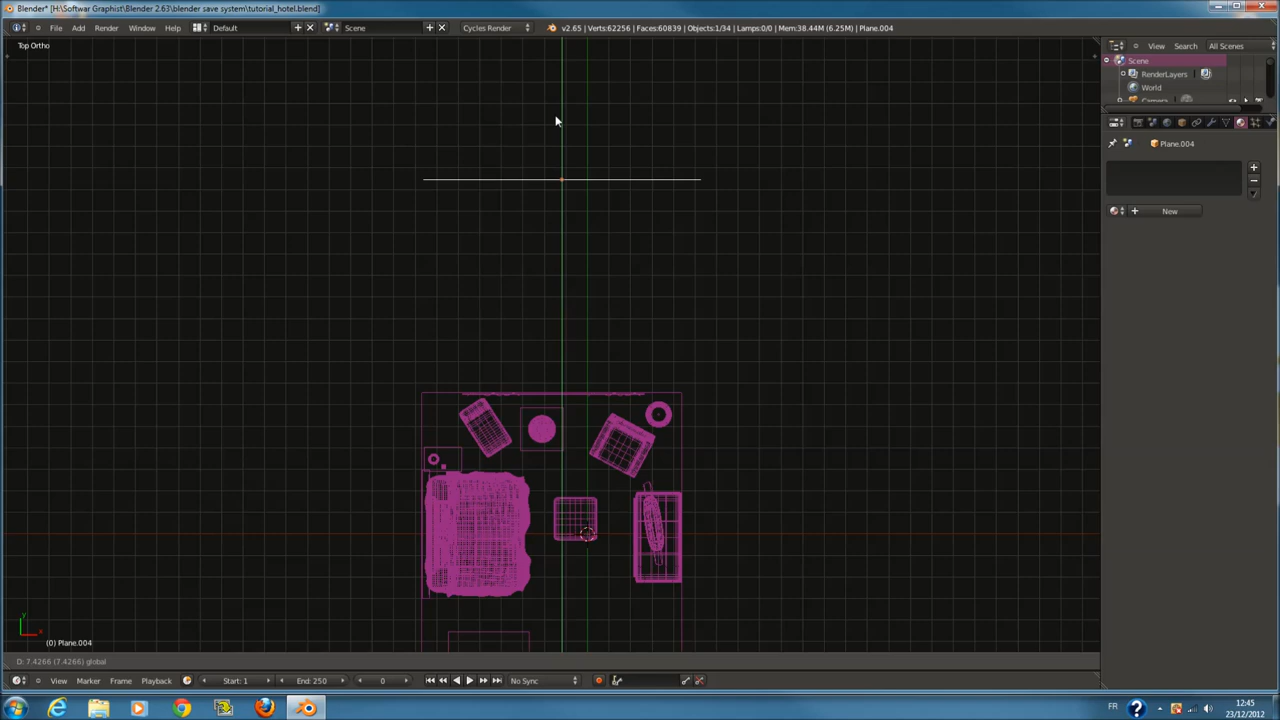 Blender* [H:\Softwar Graphist\Blender 2.63\blender save system\tutorial_hotel.blend]
File Add Render Window Help Default Scene Cycles Render v2.65 | Verts:62256 | Faces:60839 | Objects:1/34 | Lamps:0/0 | Mem:38.44M (6.25M) | Plane.004
Top Ortho
View Search All Scenes
Scene
RenderLayers
World
Camera
Plane.004
New
y
x
(0) Plane.004
D: 7.4266 (7.4266) global
View Marker Frame Playback Start: 1 End: 250 0 No Sync
FR 12:45
23/12/2012